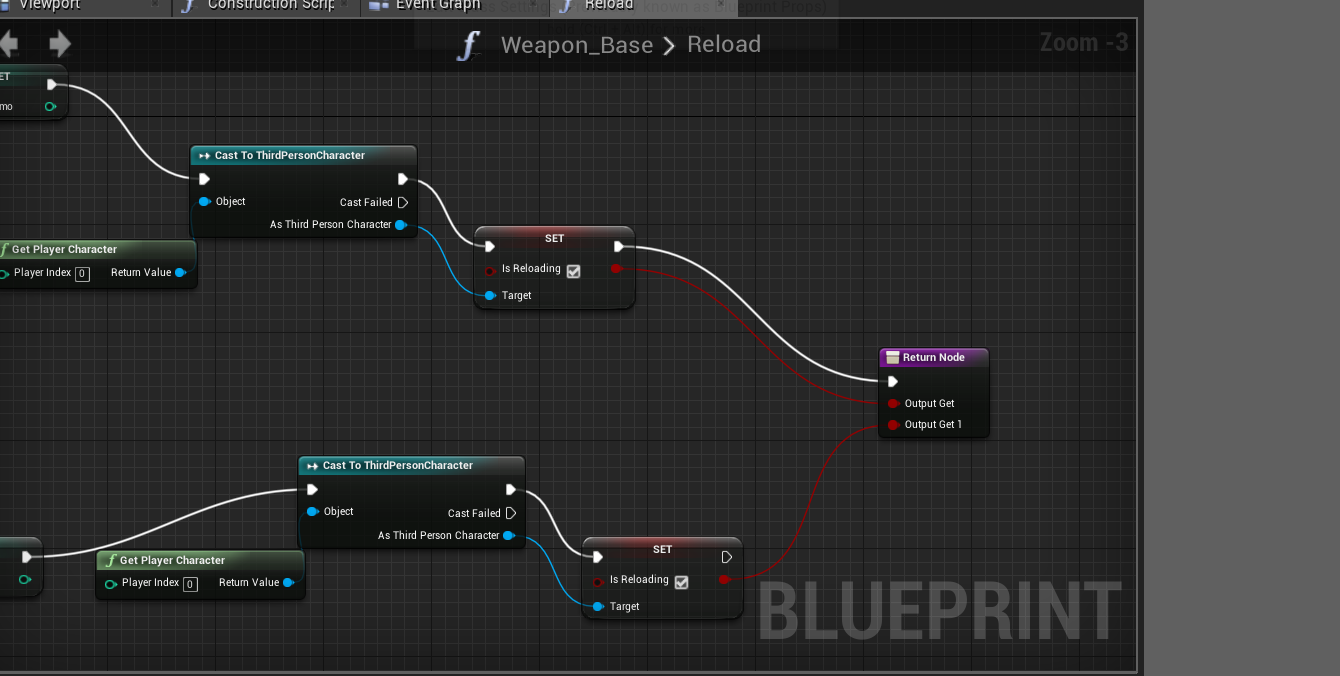 Viewport
Construction Scrip
Event Graph
Reload
Weapon_Base > Reload
Zoom -3
ET
mo
Cast To ThirdPersonCharacter
Object
Cast Failed
As Third Person Character
Get Player Character
Player Index 0
Return Value
SET
Is Reloading
Target
Return Node
Output Get
Output Get 1
Cast To ThirdPersonCharacter
Object
Cast Failed
As Third Person Character
Get Player Character
Player Index 0
Return Value
SET
Is Reloading
Target
BLUEPRINT